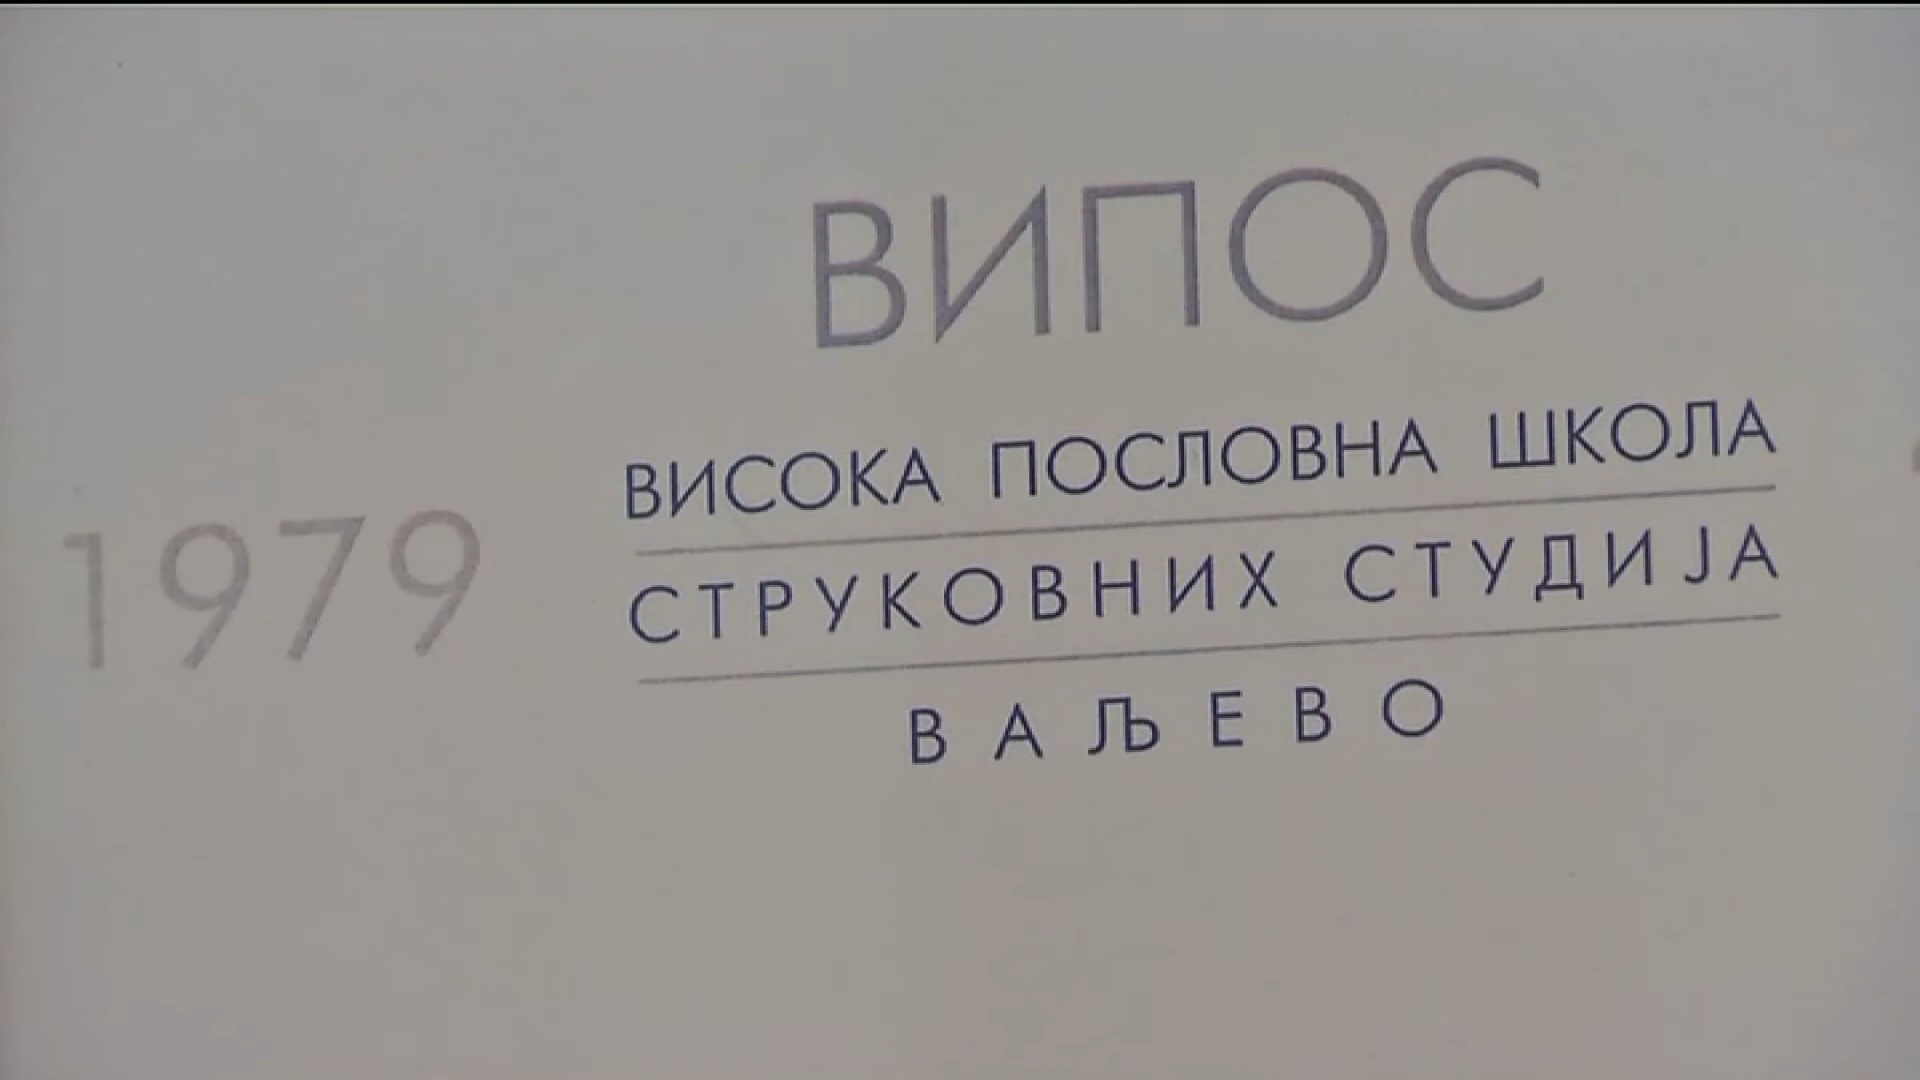 ВИПОС
1979
ВИСОКА ПОСЛОВНА ШКОЛА
СТРУКОВНИХ СТУДИЈА
ВАЉЕВО